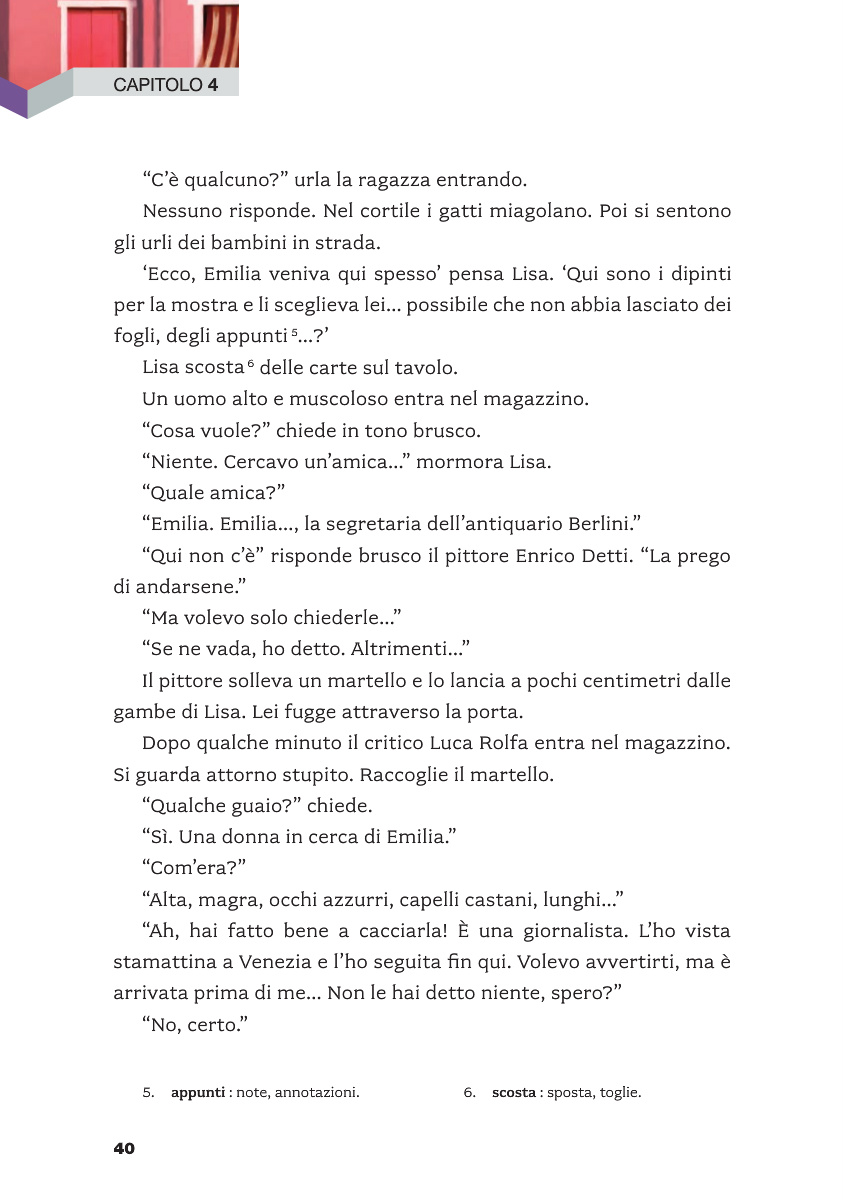 CAPITOLO 4
“C’è qualcuno?” urla la ragazza entrando.
Nessuno risponde. Nel cortile i gatti miagolano. Poi si sentono
gli urli dei bambini in strada.
‘Ecco, Emilia veniva qui spesso’ pensa Lisa. ‘Qui sono i dipinti
per la mostra e li sceglieva lei... possibile che non abbia lasciato dei
fogli, degli appunti⁵...?’
Lisa scosta⁶ delle carte sul tavolo.
Un uomo alto e muscoloso entra nel magazzino.
“Cosa vuole?” chiede in tono brusco.
“Niente. Cercavo un’amica...” mormora Lisa.
“Quale amica?”
“Emilia. Emilia..., la segretaria dell’antiquario Berlini.”
“Qui non c’è” risponde brusco il pittore Enrico Detti. “La prego
di andarsene.”
“Ma volevo solo chiederle...”
“Se ne vada, ho detto. Altrimenti...”
Il pittore solleva un martello e lo lancia a pochi centimetri dalle
gambe di Lisa. Lei fugge attraverso la porta.
Dopo qualche minuto il critico Luca Rolfa entra nel magazzino.
Si guarda attorno stupito. Raccoglie il martello.
“Qualche guaio?” chiede.
“Sì. Una donna in cerca di Emilia.”
“Com’era?”
“Alta, magra, occhi azzurri, capelli castani, lunghi...”
“Ah, hai fatto bene a cacciarla! È una giornalista. L’ho vista
stamattina a Venezia e l’ho seguita fin qui. Volevo avvertirti, ma è
arrivata prima di me... Non le hai detto niente, spero?”
“No, certo.”
5. appunti : note, annotazioni.
6. scosta : sposta, toglie.
40